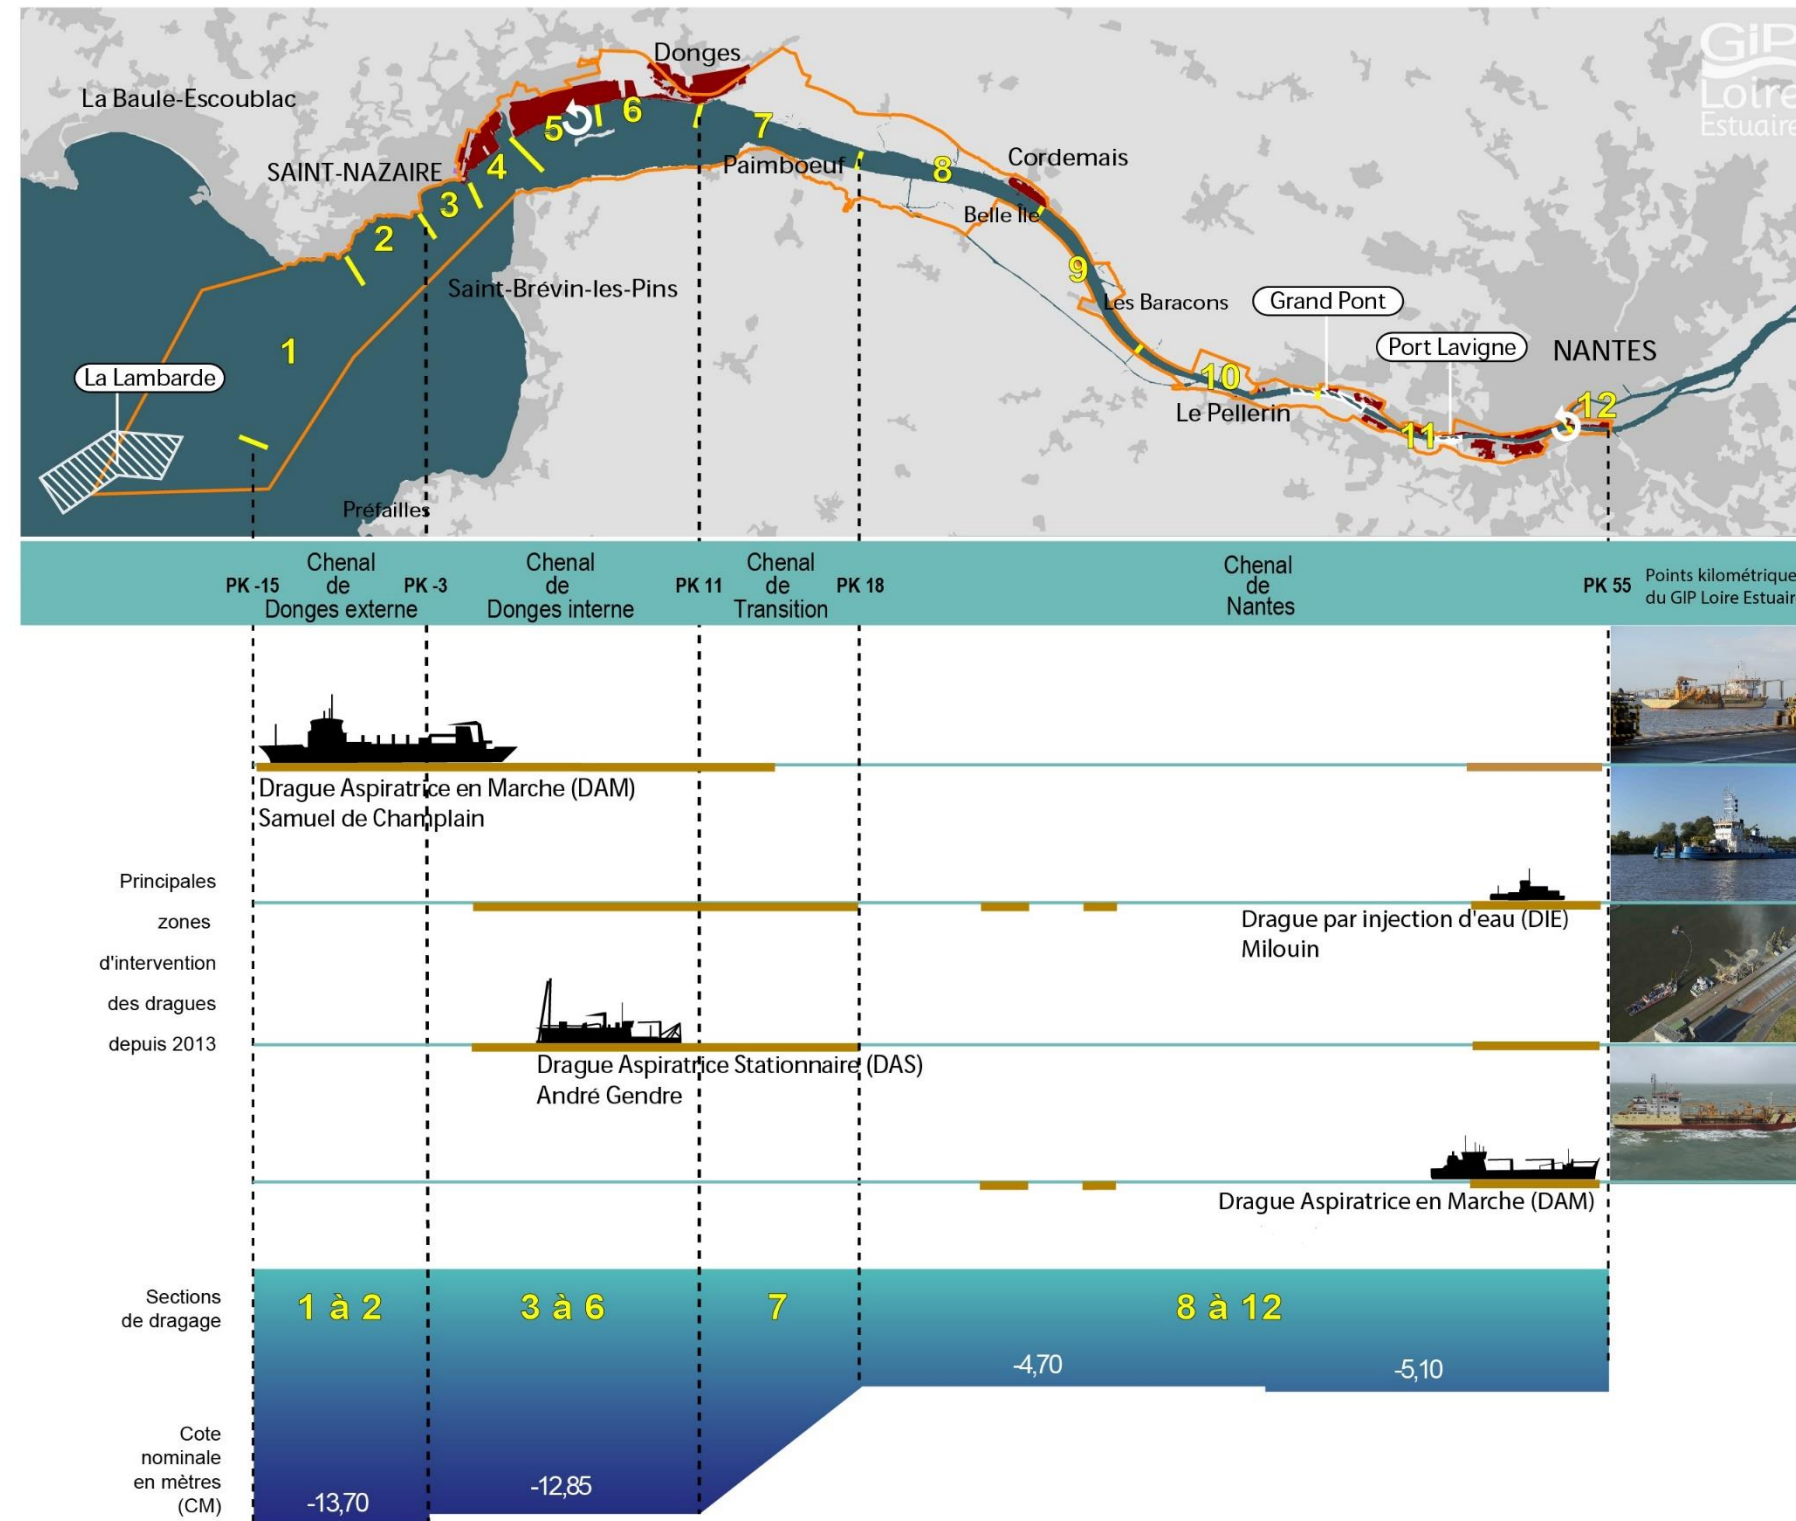 GiP
Loire
Estuaire
Donges
La Baule-Escoublac
6
5
7
Cordemais
SAINT-NAZAIRE
4
Paimboeuf
8
3
Belle Île
2
9
Saint-Brévin-les-Pins
Les Baracons
Grand Pont
1
Port Lavigne
NANTES
La Lambarde
10
Le Pellerin
12
11
Préfailles
PK -15
Chenal
de
Donges externe
PK -3
Chenal
de
Donges interne
PK 11
Chenal
de
Transition
PK 18
Chenal
de
Nantes
PK 55
Points kilométrique
du GIP Loire Estuair
Drague Aspiratrice en Marche (DAM)
Samuel de Champlain
Principales
zones
d'intervention
des dragues
depuis 2013
Drague par injection d'eau (DIE)
Milouin
Drague Aspiratrice Stationnaire (DAS)
André Gendre
Drague Aspiratrice en Marche (DAM)
Sections
de dragage
1 à 2
3 à 6
7
8 à 12
-4,70
-5,10
Cote
nominale
en mètres
(CM)
-13,70
-12,85